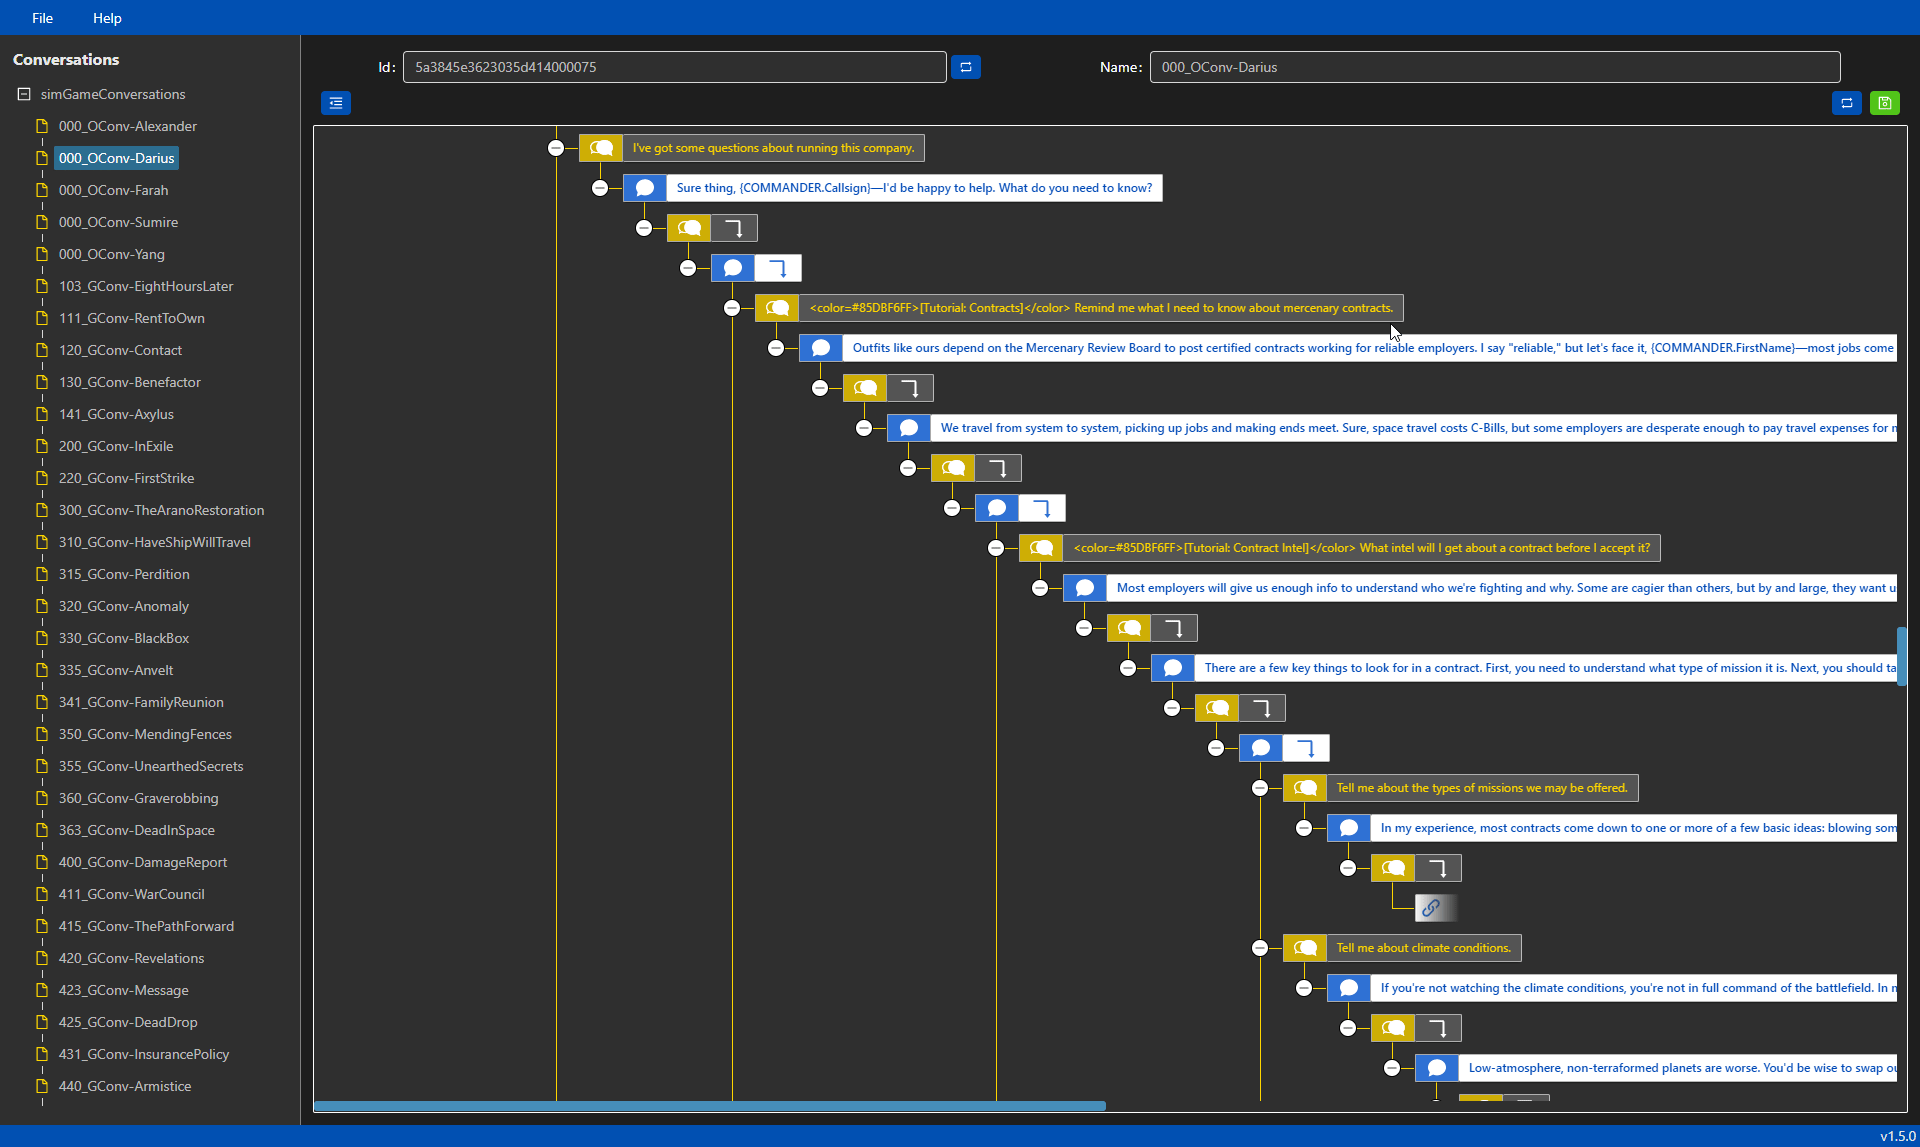 File Help
Conversations
Id: 5a3845e3623035d414000075 Name: 000_OConv-Darius
simGameConversations
000_OConv-Alexander
000_OConv-Darius
000_OConv-Farah
000_OConv-Sumire
000_OConv-Yang
103_GConv-EightHoursLater
111_GConv-RentToOwn
120_GConv-Contact
130_GConv-Benefactor
141_GConv-Axylus
200_GConv-InExile
220_GConv-FirstStrike
300_GConv-TheAranoRestoration
310_GConv-HaveShipWillTravel
315_GConv-Perdition
320_GConv-Anomaly
330_GConv-BlackBox
335_GConv-Anvelt
341_GConv-FamilyReunion
350_GConv-MendingFences
355_GConv-UnearthedSecrets
360_GConv-Graverobbing
363_GConv-DeadInSpace
400_GConv-DamageReport
411_GConv-WarCouncil
415_GConv-ThePathForward
420_GConv-Revelations
423_GConv-Message
425_GConv-DeadDrop
431_GConv-InsurancePolicy
440_GConv-Armistice
I've got some questions about running this company.
Sure thing, {COMMANDER.Callsign}—I'd be happy to help. What do you need to know?
<color=#85DBF6FF>[Tutorial: Contracts]</color> Remind me what I need to know about mercenary contracts.
Outfits like ours depend on the Mercenary Review Board to post certified contracts working for reliable employers. I say "reliable," but let's face it, {COMMANDER.FirstName}—most jobs come
We travel from system to system, picking up jobs and making ends meet. Sure, space travel costs C-Bills, but some employers are desperate enough to pay travel expenses for
<color=#85DBF6FF>[Tutorial: Contract Intel]</color> What intel will I get about a contract before I accept it?
Most employers will give us enough info to understand who we're fighting and why. Some are cagier than others, but by and large, they want
There are a few key things to look for in a contract. First, you need to understand what type of mission it is. Next, you should ta
Tell me about the types of missions we may be offered.
In my experience, most contracts come down to one or more of a few basic ideas: blowing som
Tell me about climate conditions.
If you're not watching the climate conditions, you're not in full command of the battlefield. In
Low-atmosphere, non-terraformed planets are worse. You'd be wise to swap
v1.5.0